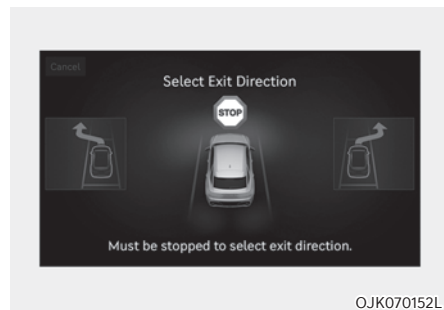 Cancel
Select Exit Direction
STOP
Must be stopped to select exit direction.
OJK070152L